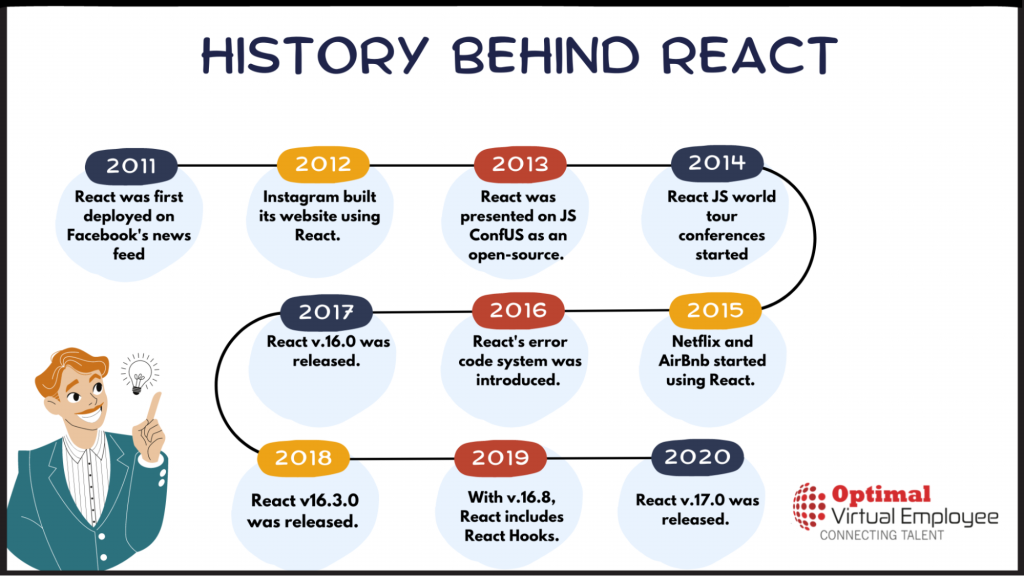 HISTORY BEHIND REACT
2011
React was first
deployed on
Facebook's news
feed
2012
Instagram built
its website using
React.
2013
React was
presented on JS
ConfUS as an
open-source.
2014
React JS world
tour
conferences
started
2015
Netflix and
AirBnb started
using React.
2016
React's error
code system was
introduced.
2017
React v.16.0 was
released.
2018
React v16.3.0
was released.
2019
With v.16.8,
React includes
React Hooks.
2020
React v.17.0 was
released.
Optimal
Virtual Employee
CONNECTING TALENT